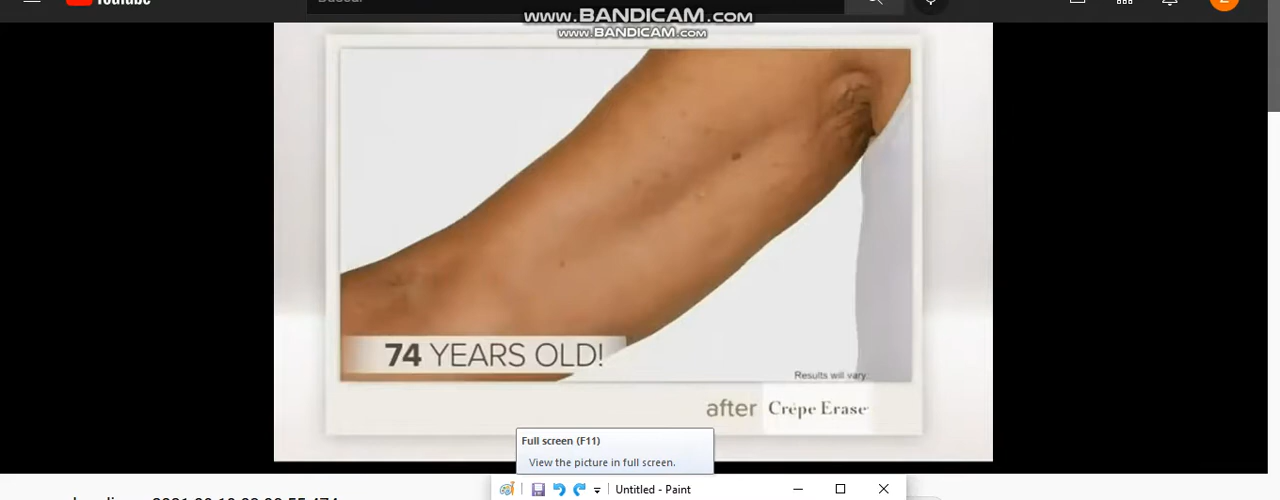 www.BANDICAM.com
www.BANDICAM.com
74 YEARS OLD!
Results will vary.
after Crépe Erase
Full screen (F11)
View the picture in full screen.
Untitled - Paint